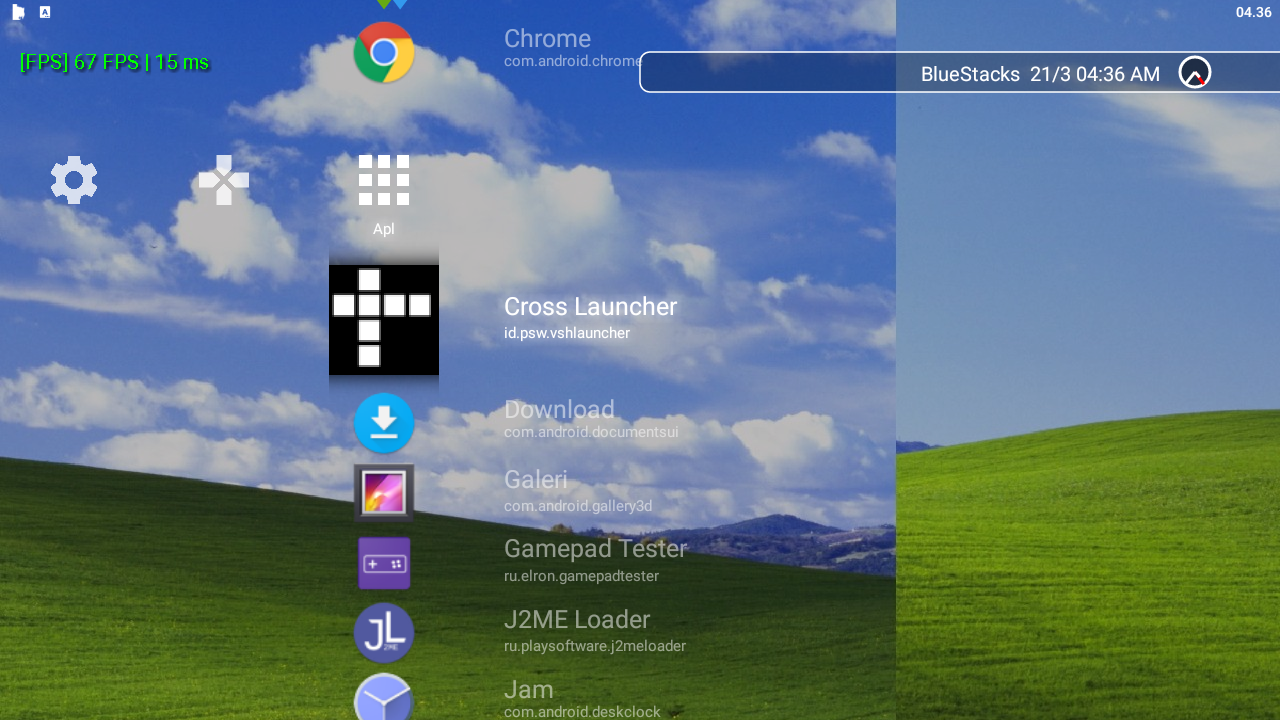 04.36
[FPS] 67 FPS | 15 ms
Chrome
com.android.chrome
BlueStacks 21/3 04:36 AM
Apl
Cross Launcher
id.psw.vshlauncher
Download
com.android.documentsui
Galeri
com.android.gallery3d
Gamepad Tester
ru.elron.gamepadtester
JL
J2ME
J2ME Loader
ru.playsoftware.j2meloader
Jam
com.android.deskclock